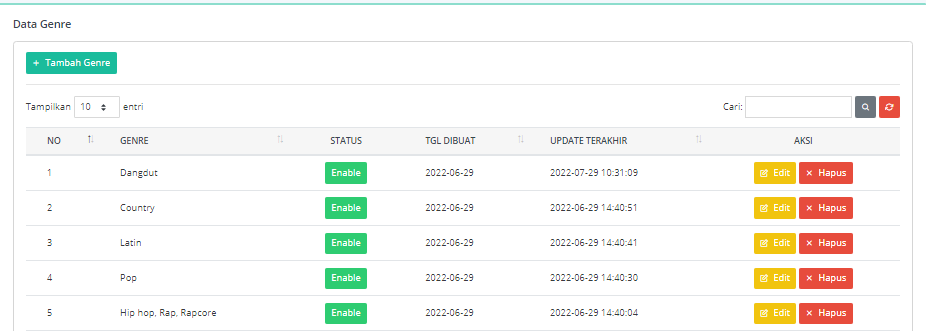 Data Genre
+ Tambah Genre
Tampilkan 10 entri Cari:
NO GENRE STATUS TGL DIBUAT UPDATE TERAKHIR AKSI
1 Dangdut Enable 2022-06-29 2022-07-29 10:31:09 Edit × Hapus
2 Country Enable 2022-06-29 2022-06-29 14:40:51 Edit × Hapus
3 Latin Enable 2022-06-29 2022-06-29 14:40:41 Edit × Hapus
4 Pop Enable 2022-06-29 2022-06-29 14:40:30 Edit × Hapus
5 Hip hop, Rap, Rapcore Enable 2022-06-29 2022-06-29 14:40:04 Edit × Hapus